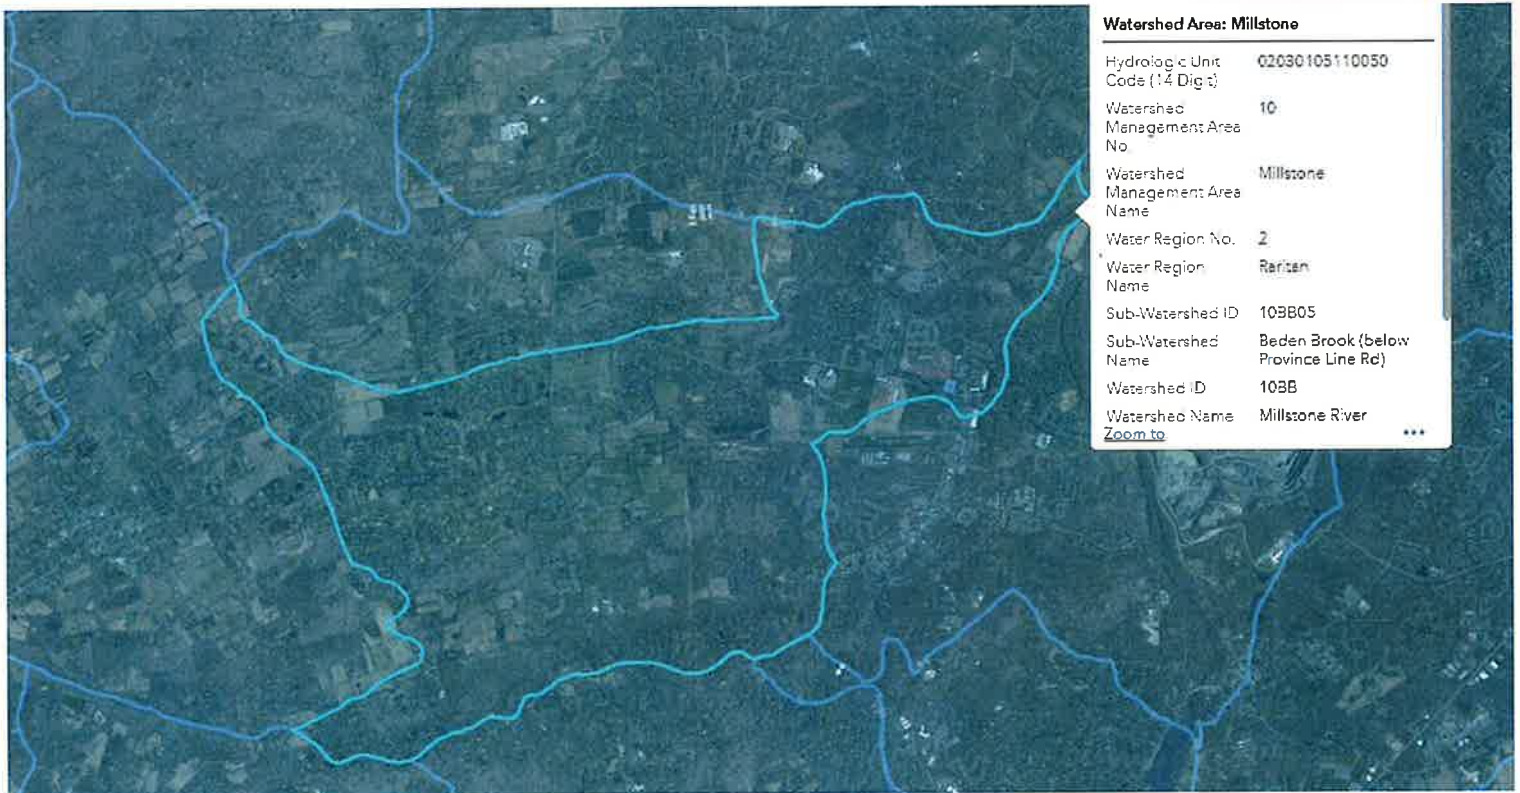 Watershed Area: Millstone
Hydrologic Unit 02030105110050
Code (14 Digit)
Watershed 10
Management Area
No.
Watershed Millstone
Management Area
Name
Water Region No. 2
Water Region Raritan
Name
Sub-Watershed ID 10BB05
Sub-Watershed Beden Brook (below
Name Province Line Rd)
Watershed ID 10BB
Watershed Name Millstone River
Zoom to •••